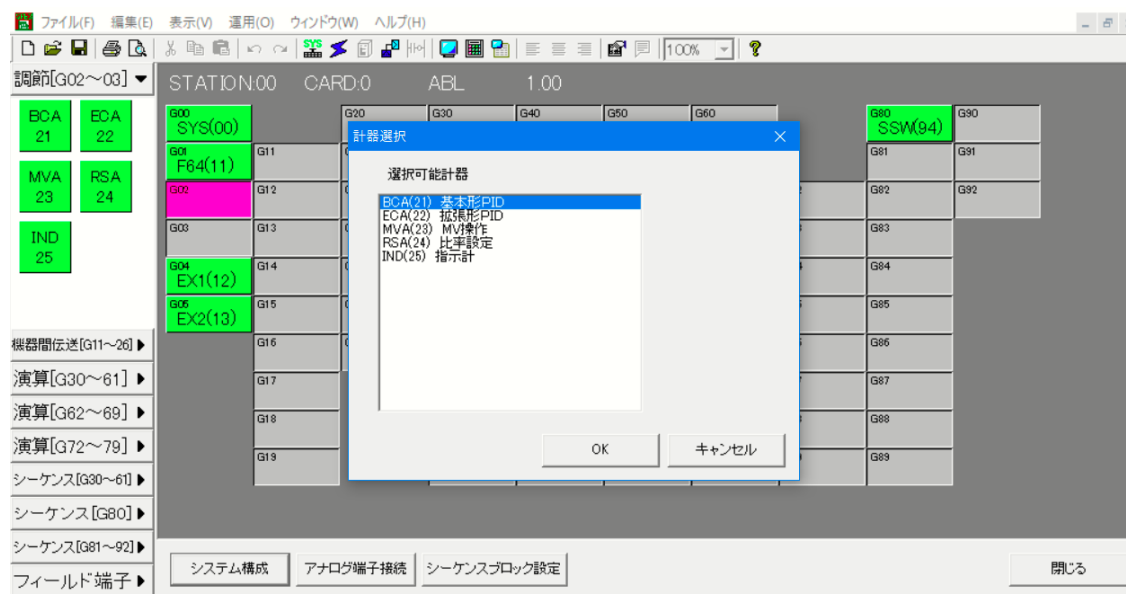 ファイル(F) 編集(E) 表示(V) 運用(O) ウィンドウ(W) ヘルプ(H)
SYS 100% ?
調節[G02～03]
STATION:00 CARD:0 ABL 1.00
BCA 21
ECA 22
MVA 23
RSA 24
IND 25
G00 SYS(00)
G20 G30 G40 G50 G60
G80 SSW(94)
G90
G01 F64(11)
G11
G81 G91
G02 G12
G82 G92
G03 G13
G83
G04 EX1(12)
G14
G84
G05 EX2(13)
G15
G85
G16
G86
G17
G87
G18
G88
G19
G89
計器選択
選択可能計器
BCA(21) 基本形PID
ECA(22) 拡張形PID
MVA(23) MV操作
RSA(24) 比率設定
IND(25) 指示計
OK キャンセル
機器間伝送[G11～26]
演算[G30～61]
演算[G62～69]
演算[G72～79]
シーケンス[G30～61]
シーケンス[G80]
シーケンス[G81～92]
フィールド端子
システム構成 アナログ端子接続 シーケンスブロック設定 閉じる